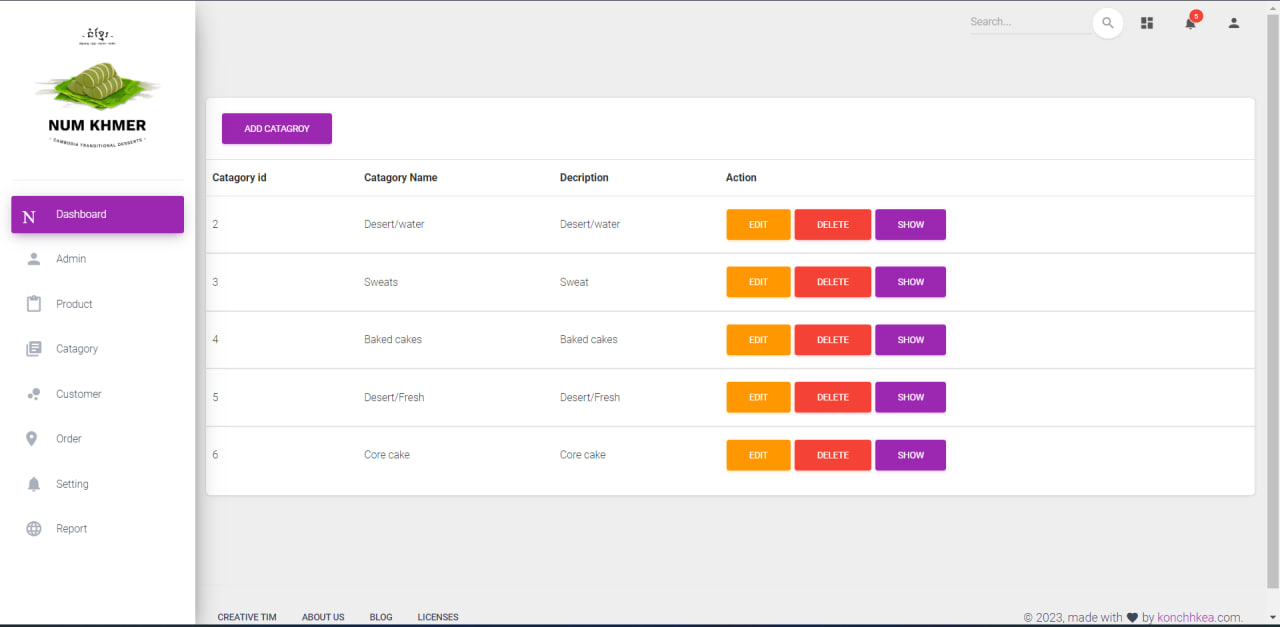 NUM KHMER
- CAMBODIA TRANSITIONAL DESSERTS -
Dashboard
Admin
Product
Catagory
Customer
Order
Setting
Report
Search...
5
ADD CATAGROY
Catagory id Catagory Name Decription Action
2 Desert/water Desert/water EDIT DELETE SHOW
3 Sweats Sweat EDIT DELETE SHOW
4 Baked cakes Baked cakes EDIT DELETE SHOW
5 Desert/Fresh Desert/Fresh EDIT DELETE SHOW
6 Core cake Core cake EDIT DELETE SHOW
CREATIVE TIM ABOUT US BLOG LICENSES
© 2023, made with by konchhkea.com.